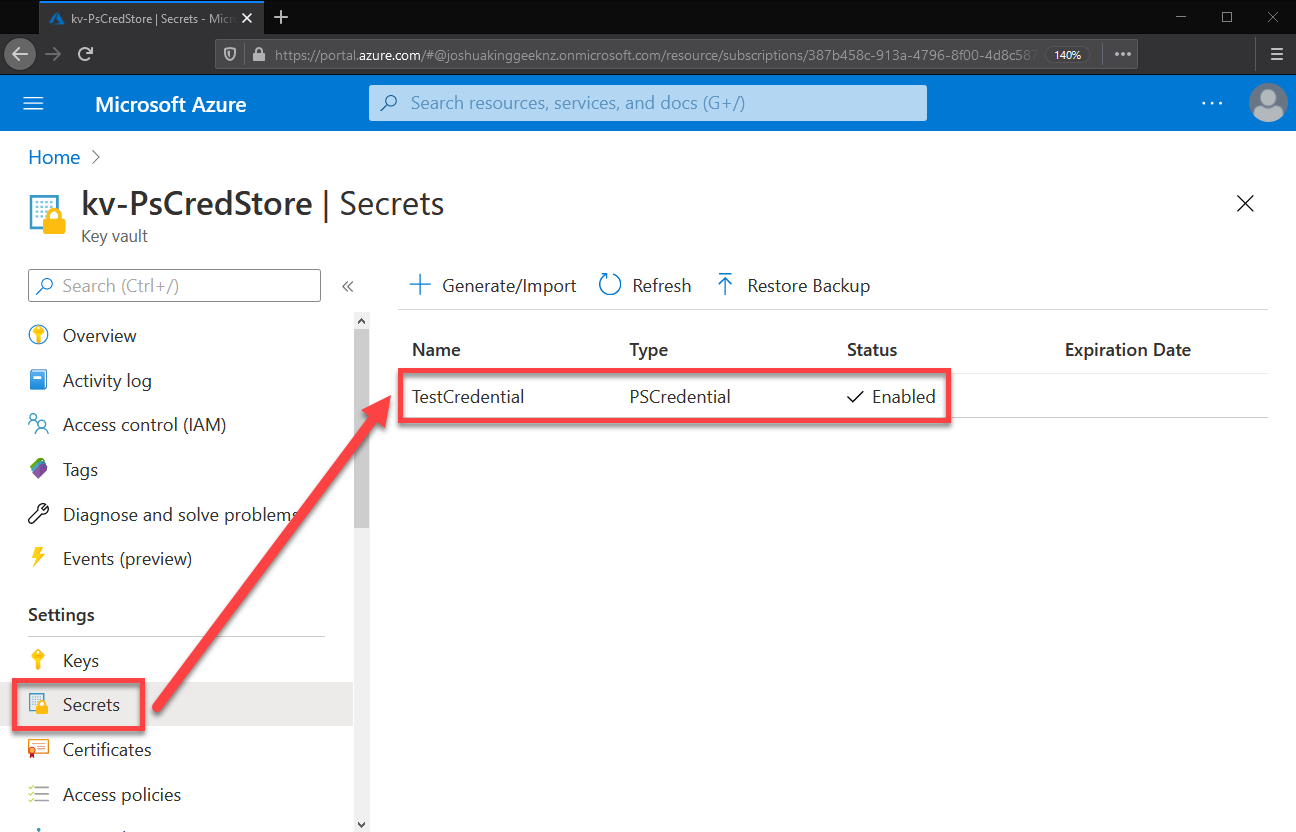 kv-PsCredStore | Secrets - Micr
https://portal.azure.com/#@joshuakinggeeknz.onmicrosoft.com/resource/subscriptions/387b458c-913a-4796-8f00-4d8c587
140%
Microsoft Azure
Search resources, services, and docs (G+/)
Home
kv-PsCredStore | Secrets
Key vault
Search (Ctrl+/)
Generate/Import
Refresh
Restore Backup
Overview
Activity log
Access control (IAM)
Tags
Diagnose and solve problems
Events (preview)
Settings
Keys
Secrets
Certificates
Access policies
Name Type Status Expiration Date
TestCredential PSCredential Enabled